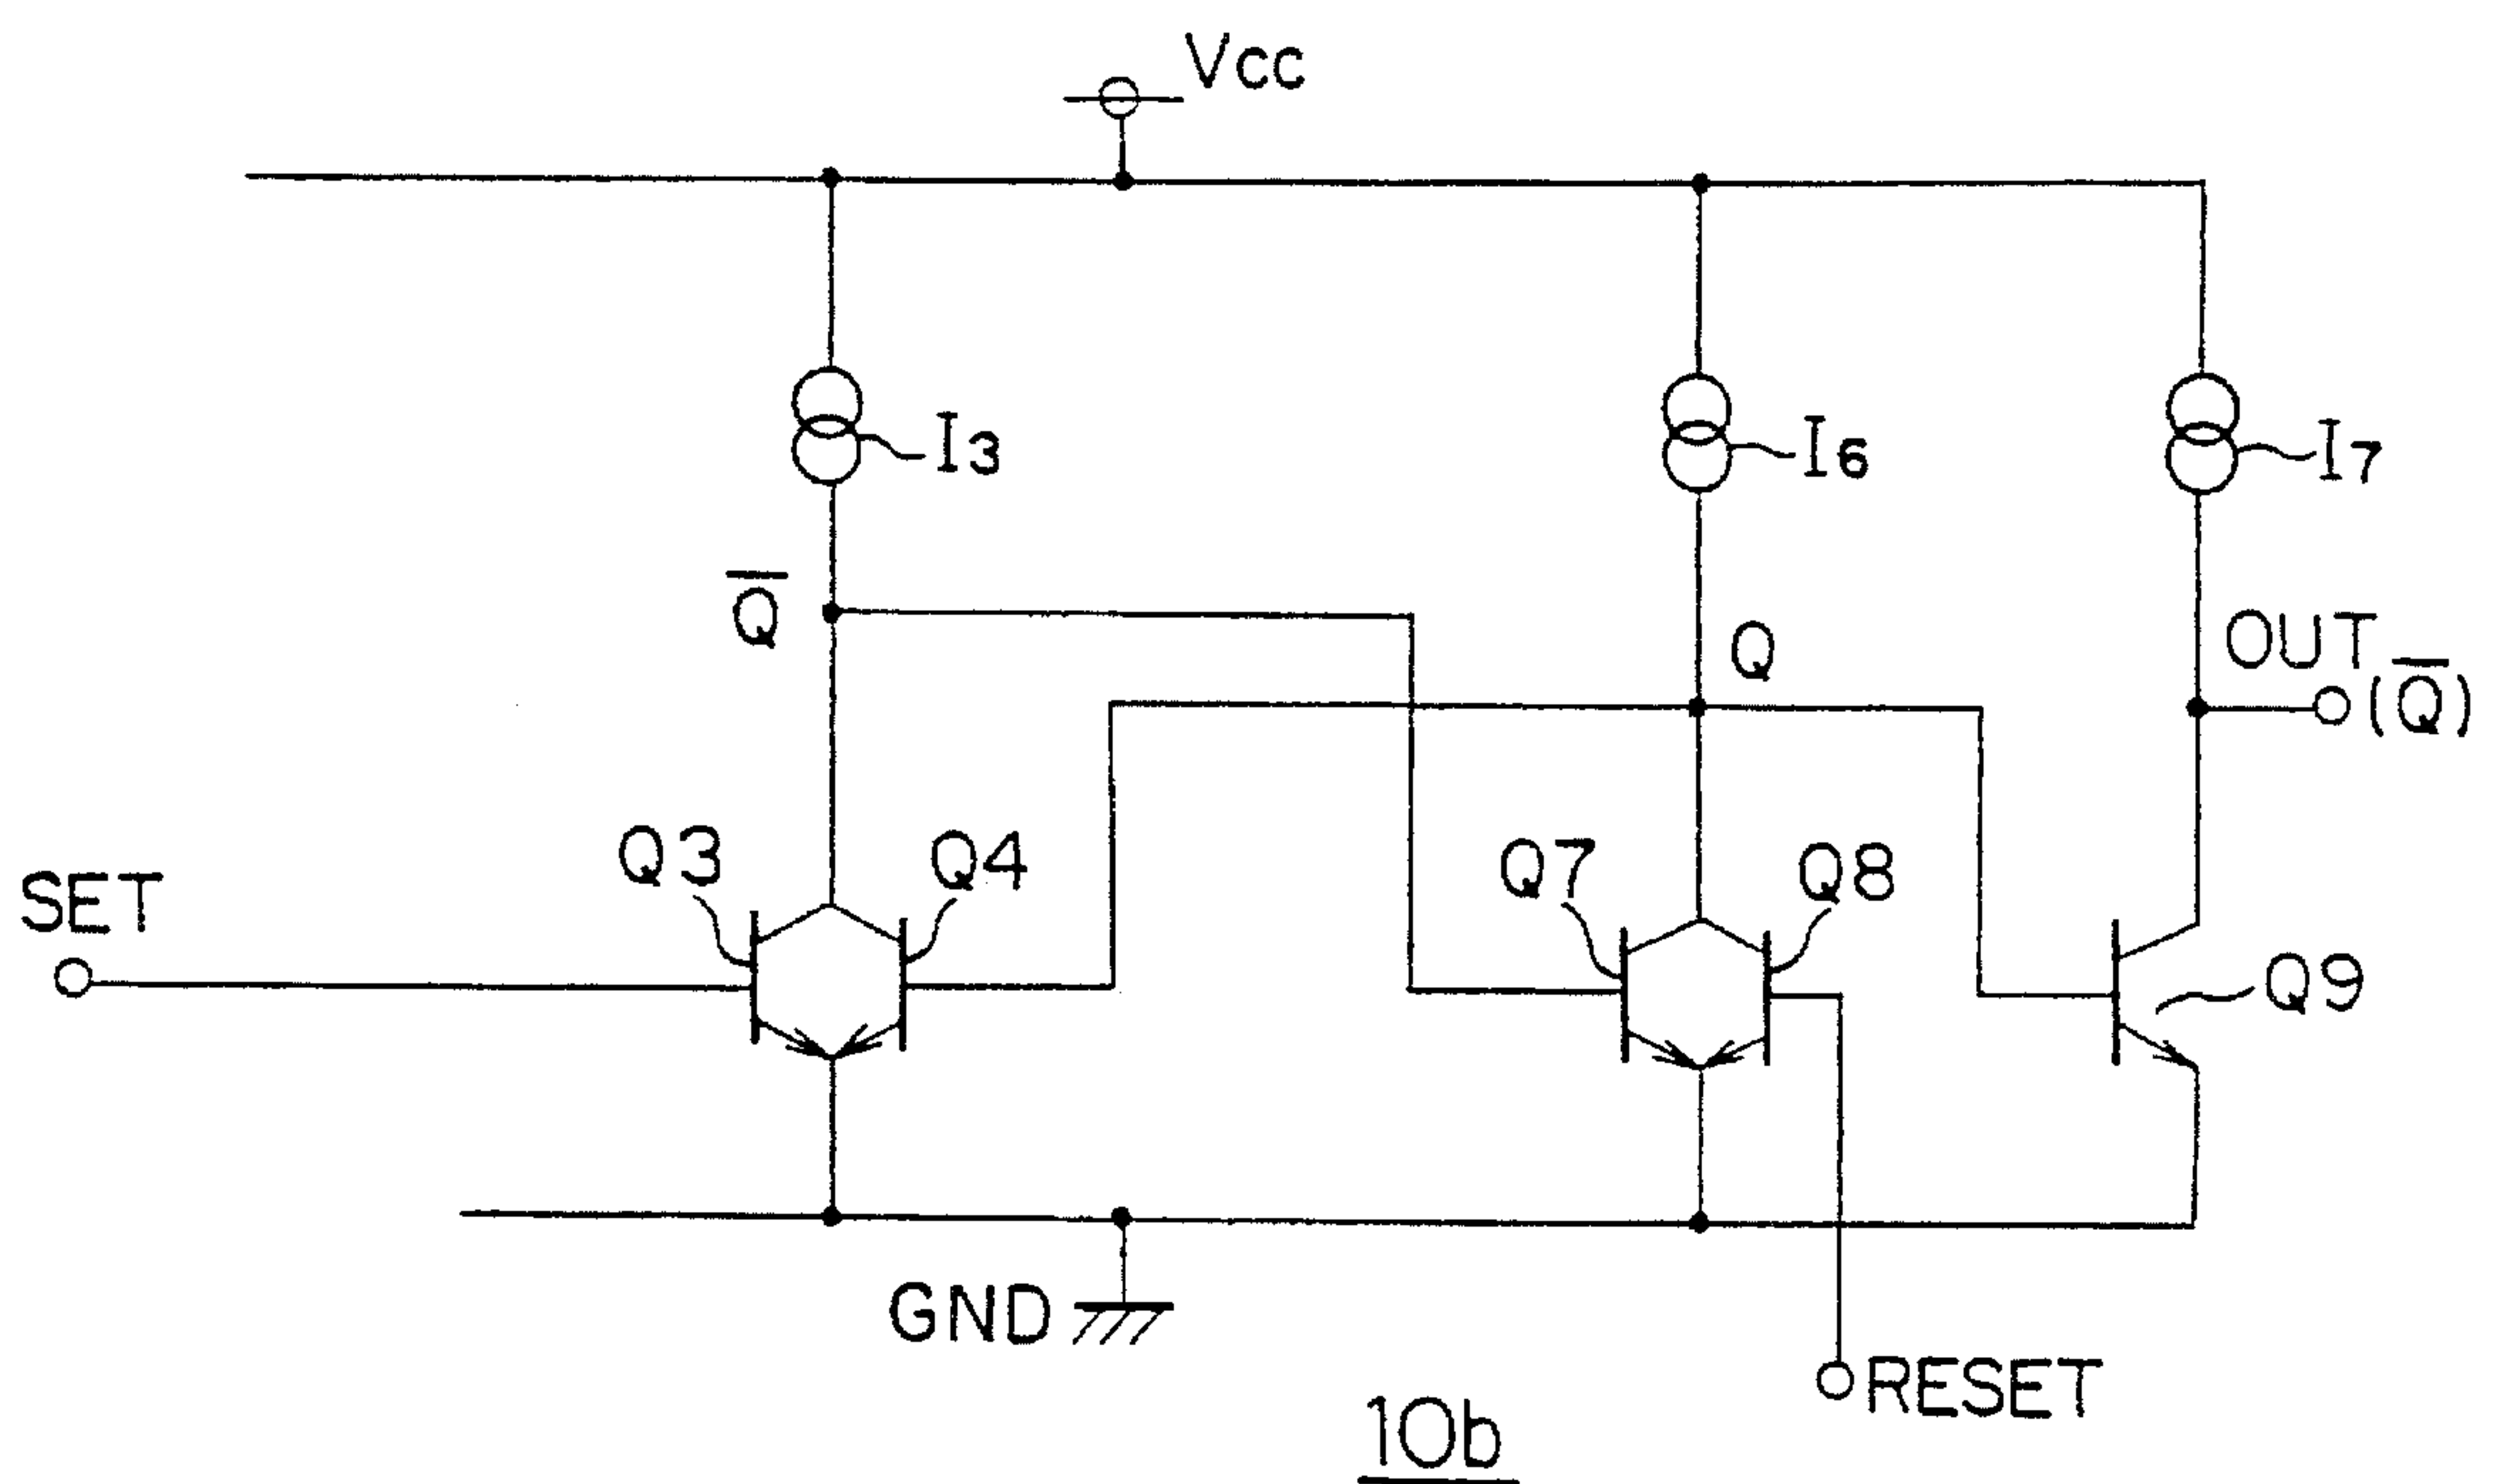 Vcc
I3
I6
I7
Q̅
Q
OUT
(Q̅)
Q3
Q4
Q7
Q8
SET
Q9
GND
RESET
10b